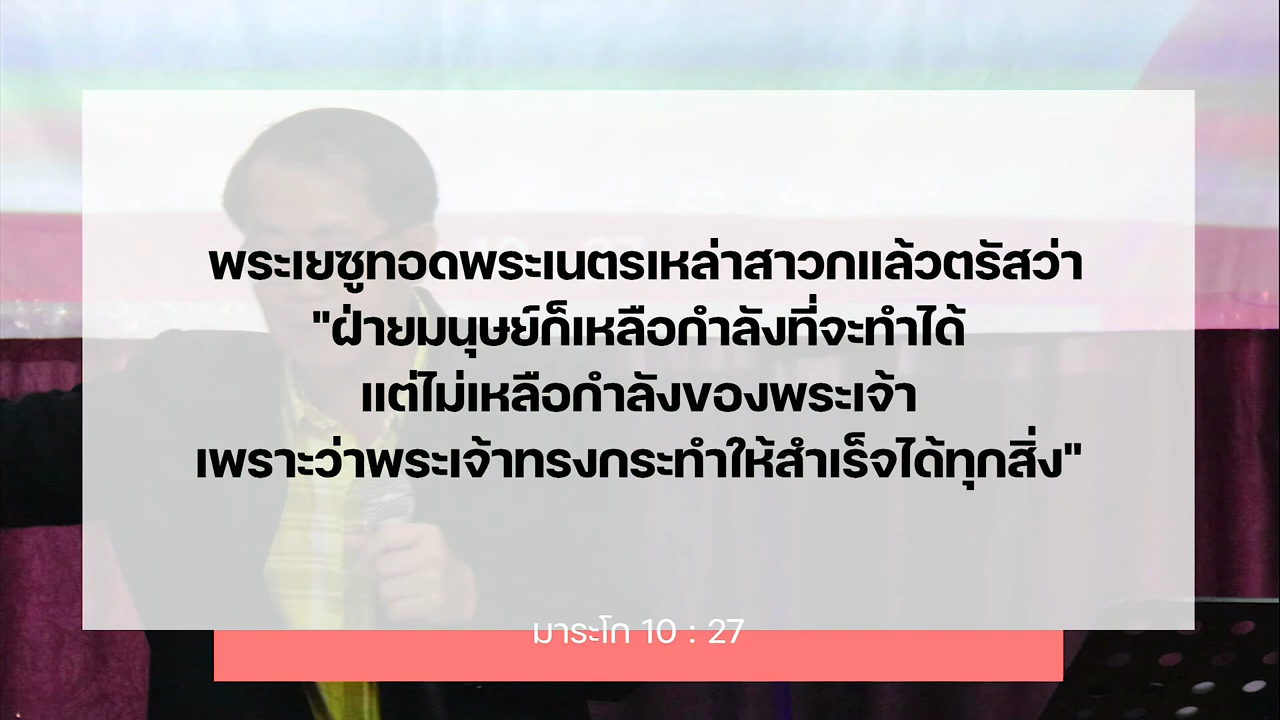 พระเยซูทอดพระเนตรเหล่าสาวกแล้วตรัสว่า
"ฝ่ายมนุษย์ก็เหลือกำลังที่จะทำได้
แต่ไม่เหลือกำลังของพระเจ้า
เพราะว่าพระเจ้าทรงกระทำให้สำเร็จได้ทุกสิ่ง"
มาระโก 10 : 27